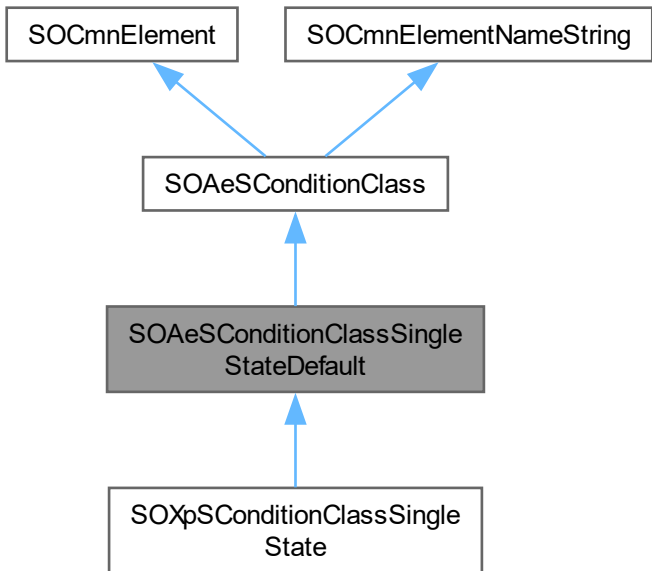 SOCmnElement
SOCmnElementNameString
SOAeSConditionClass
SOAeSConditionClassSingle
StateDefault
SOXpSConditionClassSingle
State